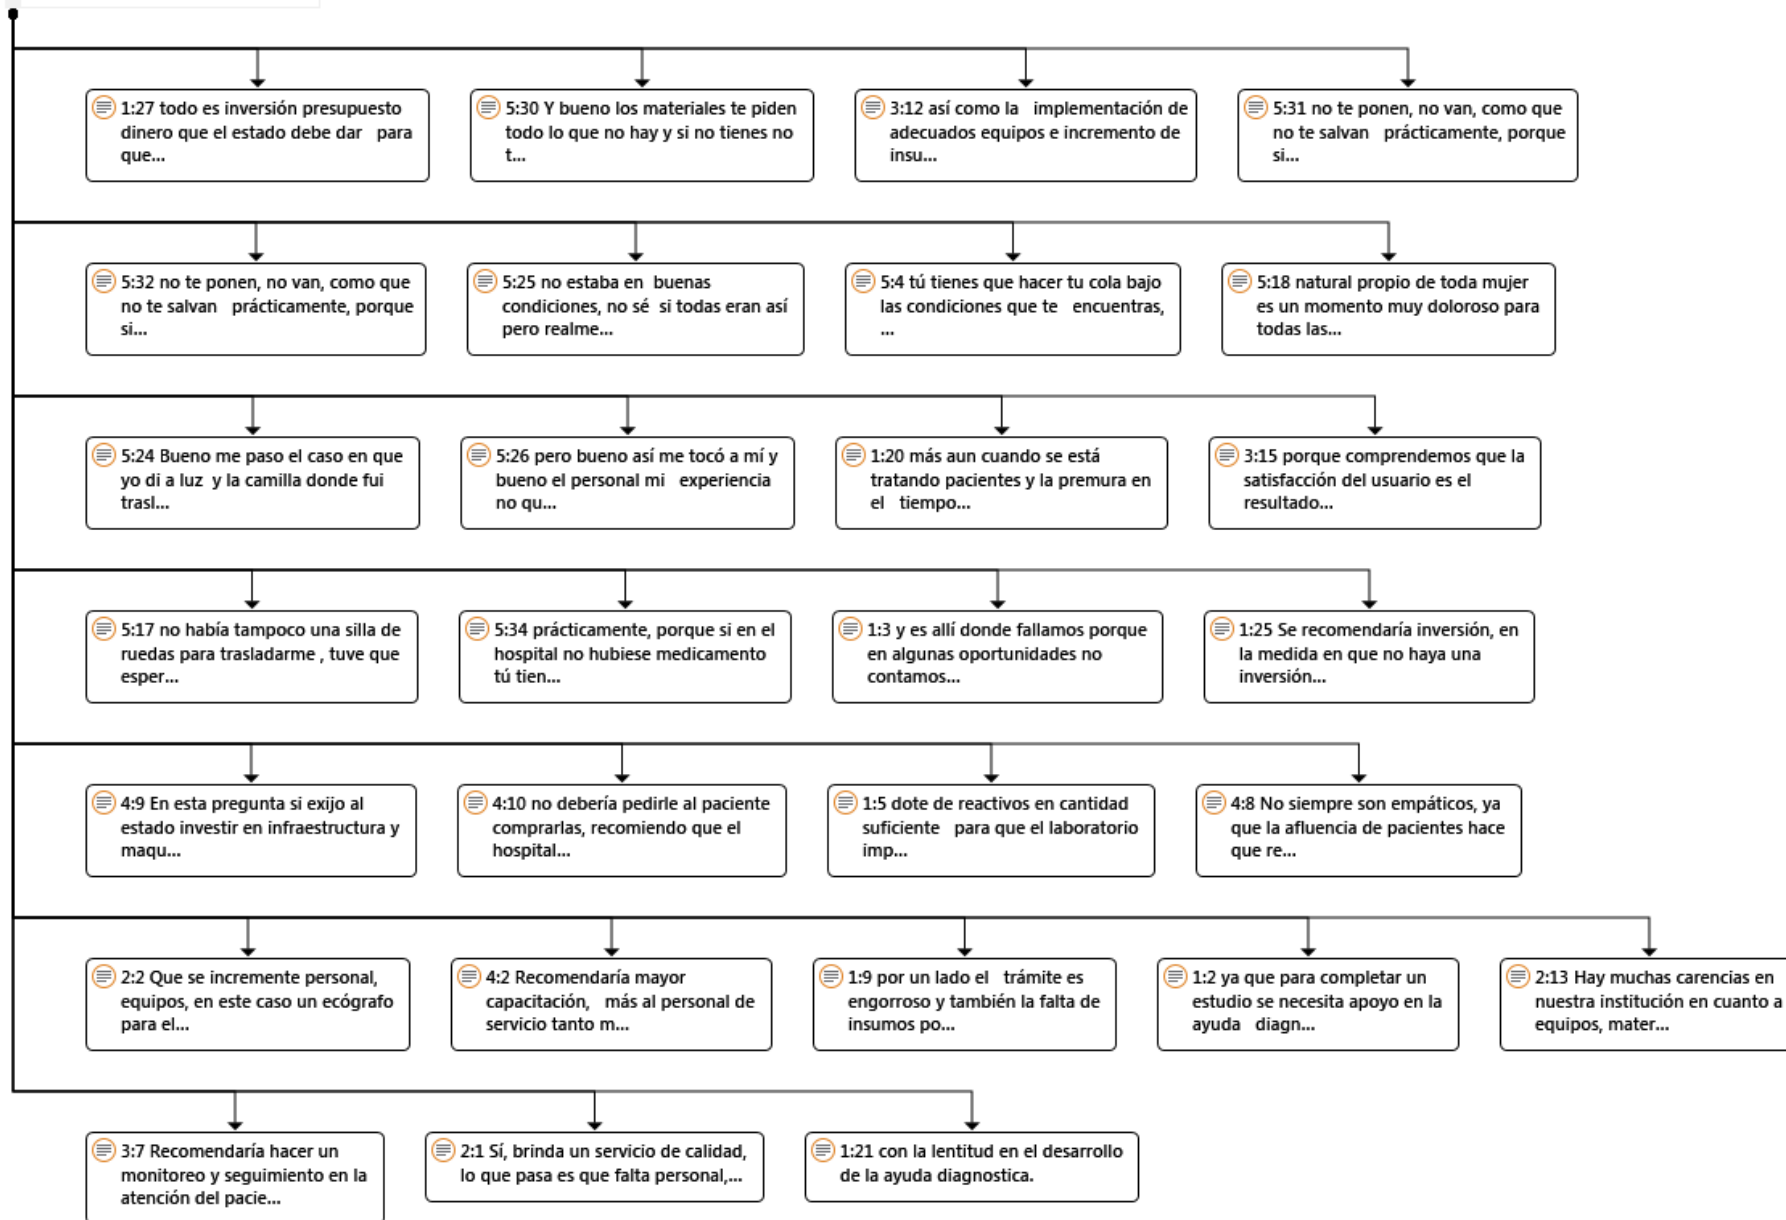 1:27 todo es inversión presupuesto
dinero que el estado debe dar para
que...
5:30 Y bueno los materiales te piden
todo lo que no hay y si no tienes no
t...
3:12 así como la implementación de
adecuados equipos e incremento de
insu...
5:31 no te ponen, no van, como que
no te salvan prácticamente, porque
si...
5:32 no te ponen, no van, como que
no te salvan prácticamente, porque
si...
5:25 no estaba en buenas
condiciones, no sé si todas eran así
pero realme...
5:4 tú tienes que hacer tu cola bajo
las condiciones que te encuentras,
...
5:18 natural propio de toda mujer
es un momento muy doloroso para
todas las...
5:24 Bueno me paso el caso en que
yo di a luz y la camilla donde fui
trasl...
5:26 pero bueno así me tocó a mí y
bueno el personal mi experiencia
no qu...
1:20 más aun cuando se está
tratando pacientes y la premura en
el tiempo...
3:15 porque comprendemos que la
satisfacción del usuario es el
resultado...
5:17 no había tampoco una silla de
ruedas para trasladarme , tuve que
esper...
5:34 prácticamente, porque si en el
hospital no hubiese medicamento
tú tien...
1:3 y es allí donde fallamos porque
en algunas oportunidades no
contamos...
1:25 Se recomendaría inversión, en
la medida en que no haya una
inversión...
4:9 En esta pregunta si exijo al
estado investir en infraestructura y
maqu...
4:10 no debería pedirle al paciente
comprarlas, recomiendo que el
hospital...
1:5 dote de reactivos en cantidad
suficiente para que el laboratorio
imp...
4:8 No siempre son empáticos, ya
que la afluencia de pacientes hace
que re...
2:2 Que se incremente personal,
equipos, en este caso un ecógrafo
para el...
4:2 Recomendaría mayor
capacitación, más al personal de
servicio tanto m...
1:9 por un lado el trámite es
engorroso y también la falta de
insumos po...
1:2 ya que para completar un
estudio se necesita apoyo en la
ayuda diagn...
2:13 Hay muchas carencias en
nuestra institución en cuanto a
equipos, mater...
3:7 Recomendaría hacer un
monitoreo y seguimiento en la
atención del pacie...
2:1 Sí, brinda un servicio de calidad,
lo que pasa es que falta personal,...
1:21 con la lentitud en el desarrollo
de la ayuda diagnostica.